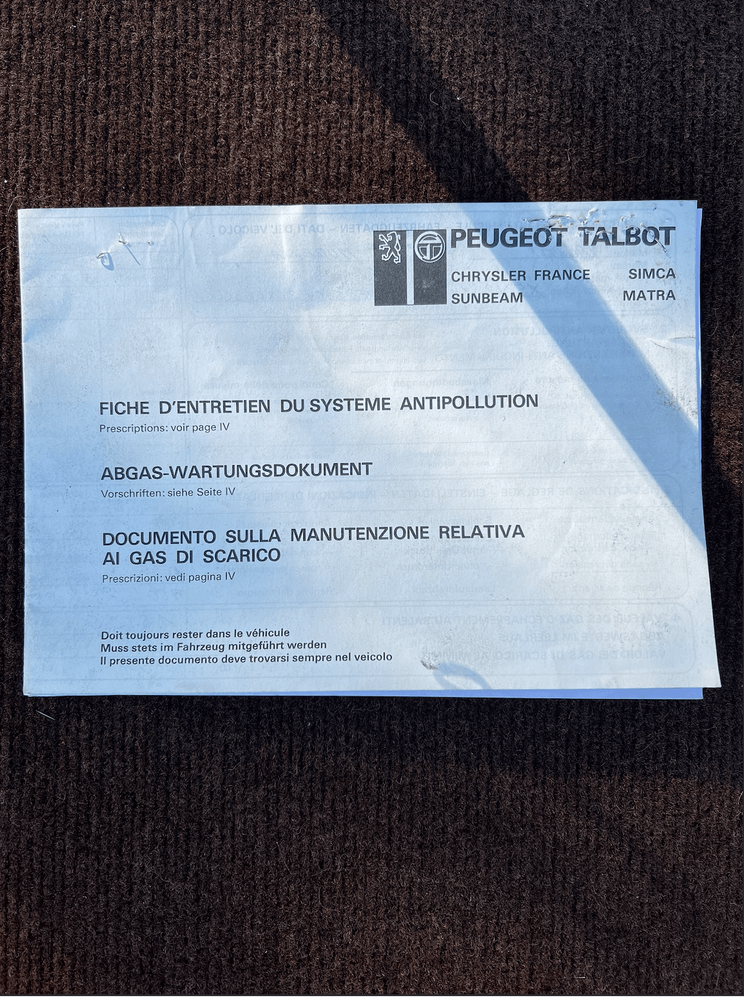 PEUGEOT TALBOT
CHRYSLER FRANCE SIMCA
SUNBEAM MATRA
FICHE D'ENTRETIEN DU SYSTEME ANTIPOLLUTION
Prescriptions: voir page IV
ABGAS-WARTUNGSDOKUMENT
Vorschriften: siehe Seite IV
DOCUMENTO SULLA MANUTENZIONE RELATIVA
AI GAS DI SCARICO
Prescrizioni: vedi pagina IV
Doit toujours rester dans le véhicule
Muss stets im Fahrzeug mitgeführt werden
Il presente documento deve trovarsi sempre nel veicolo